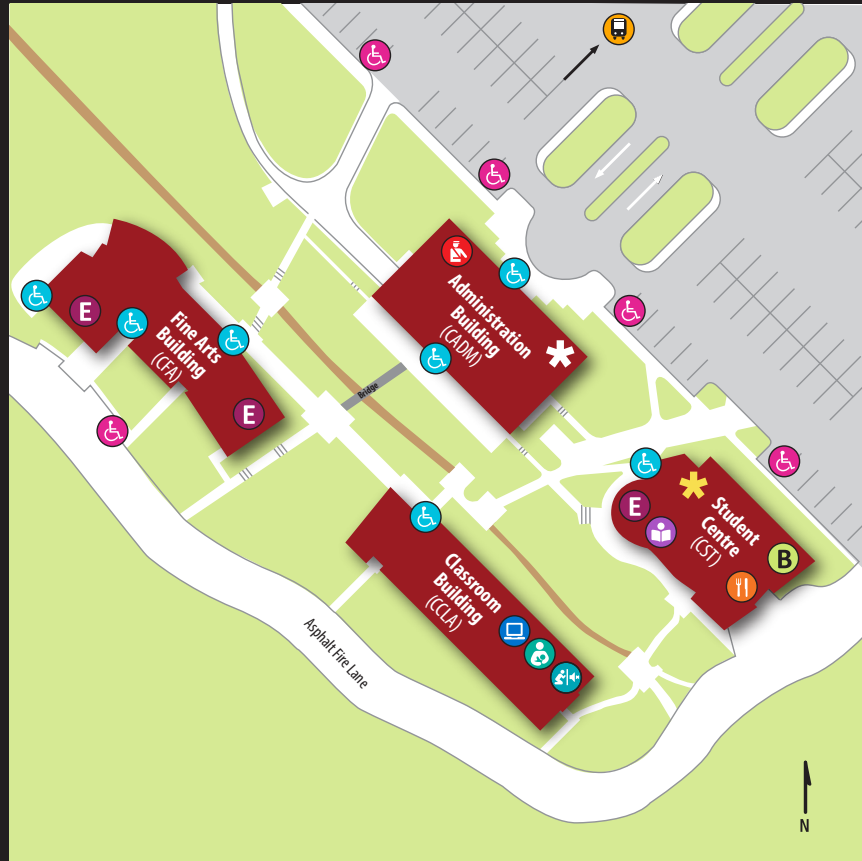 Administration
Building
(CADM)
*
E
Fine Arts
Building
(CFA)
E
Bridge
*
E
Student
Centre
(CST)
B
Classroom
Building
(CCLA)
Asphalt Fire Lane
N